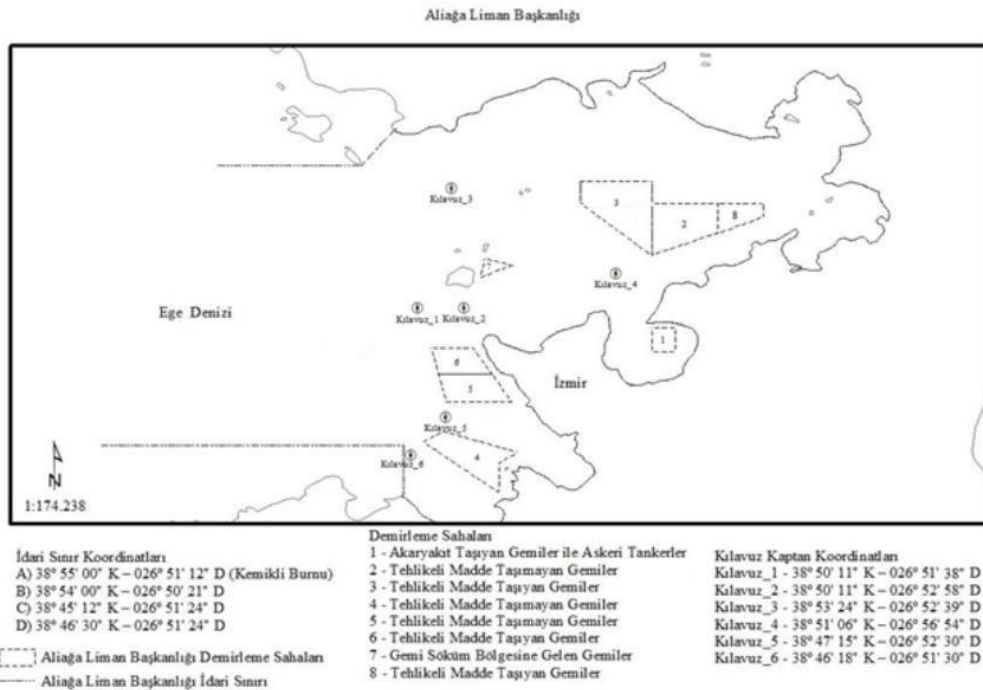 Aliağa Liman Başkanlığı
Kılavuz_3
3
2
8
7
Kılavuz_4
Ege Denizi
Kılavuz_1
Kılavuz_2
1
6
İzmir
5
Kılavuz_5
4
Kılavuz_6
N
1:174.238
İdari Sınır Koordinatları
A) 38° 55' 00" K – 026° 51' 12" D (Kemikli Burnu)
B) 38° 54' 00" K – 026° 50' 21" D
C) 38° 45' 12" K – 026° 51' 24" D
D) 38° 46' 30" K – 026° 51' 24" D
Aliağa Liman Başkanlığı Demirleme Sahaları
Aliağa Liman Başkanlığı İdari Sınırı
Demirleme Sahaları
1 - Akaryakıt Taşıyan Gemiler ile Askeri Tankerler
2 - Tehlikeli Madde Taşımayan Gemiler
3 - Tehlikeli Madde Taşıyan Gemiler
4 - Tehlikeli Madde Taşımayan Gemiler
5 - Tehlikeli Madde Taşımayan Gemiler
6 - Tehlikeli Madde Taşıyan Gemiler
7 - Gemi Söküm Bölgesine Gelen Gemiler
8 - Tehlikeli Madde Taşıyan Gemiler
Kılavuz Kaptan Koordinatları
Kılavuz_1 - 38° 50' 11" K – 026° 51' 38" D
Kılavuz_2 - 38° 50' 11" K – 026° 52' 58" D
Kılavuz_3 - 38° 53' 24" K – 026° 52' 39" D
Kılavuz_4 - 38° 51' 06" K – 026° 56' 54" D
Kılavuz_5 - 38° 47' 15" K – 026° 52' 30" D
Kılavuz_6 - 38° 46' 18" K – 026° 51' 30" D